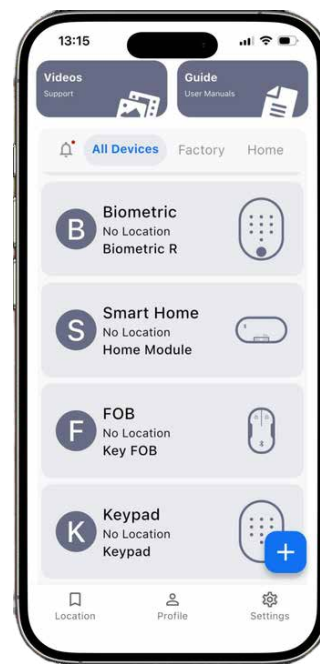 13:15
Videos
Support
Guide
User Manuals
All Devices
Factory
Home
B
Biometric
No Location
Biometric R
S
Smart Home
No Location
Home Module
F
FOB
No Location
Key FOB
K
Keypad
No Location
Keypad
+
Location
Profile
Settings